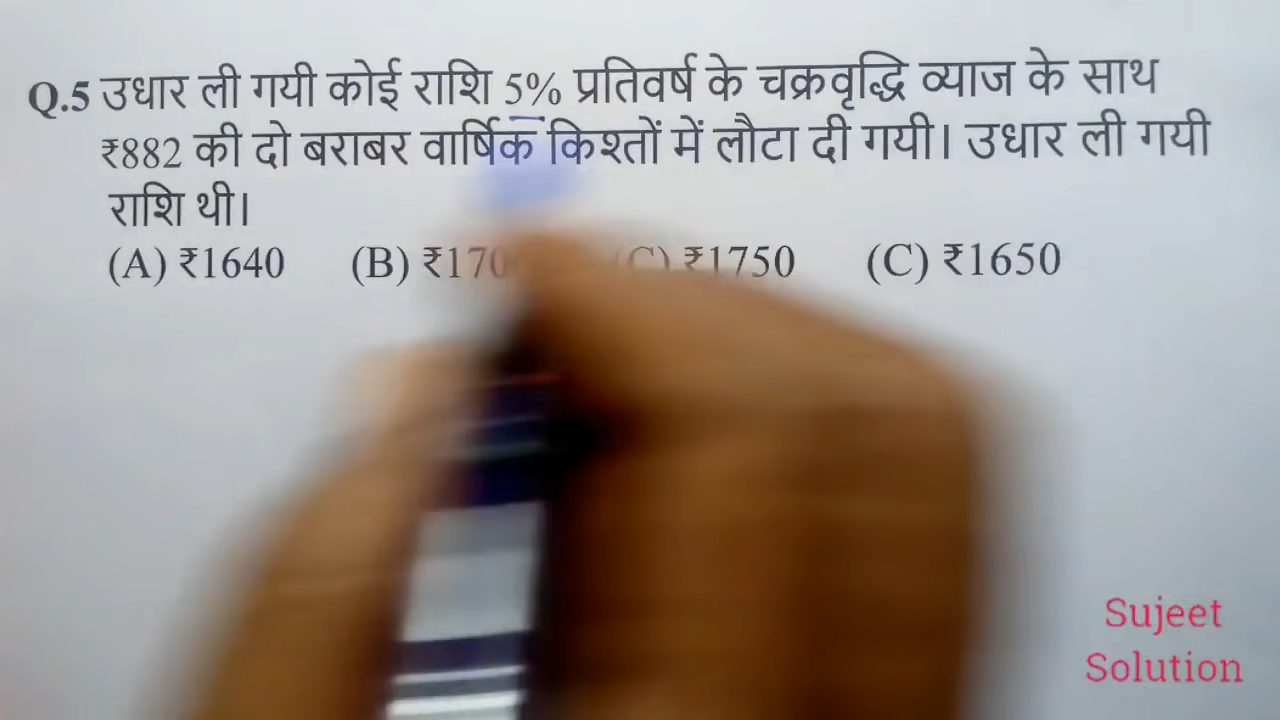 Q.5 उधार ली गयी कोई राशि 5% प्रतिवर्ष के चक्रवृद्धि व्याज के साथ
₹882 की दो बराबर वार्षिक किश्तों में लौटा दी गयी। उधार ली गयी
राशि थी।
(A) ₹1640 (B) (C) ₹1750 (C) ₹1650
Sujeet
Solution